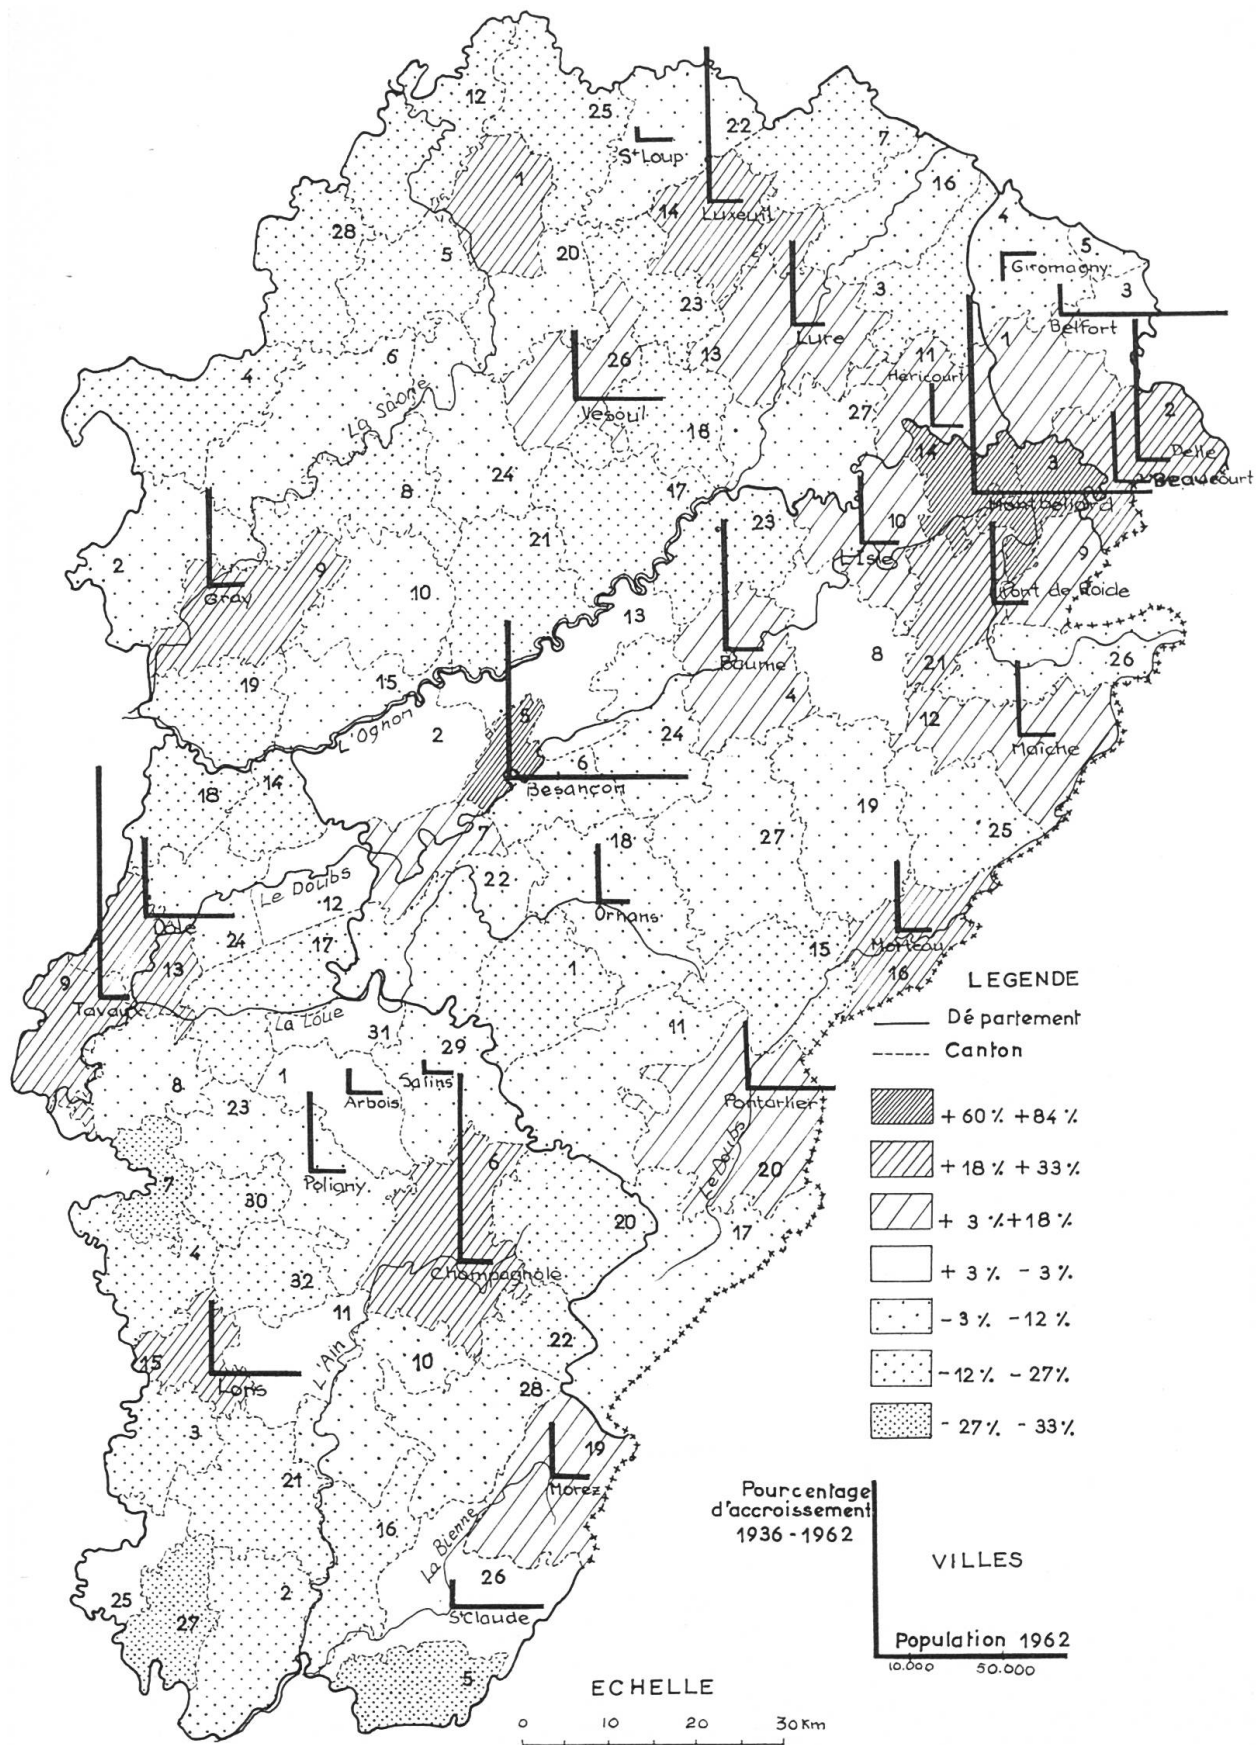 12
25
22
7
St Loup
1
16
14
Luxeuil
4
28
5
20
5
Giromagny
3
3
23
Belfort
Lure
1
6
13
11
26
4
Héricourt
La Saône
Vesoul
27
2
18
14
Delle
3
24
Beaucourt
8
17
Montbéliard
23
10
21
L'Isle
2
9
9
10
Gray
Pont de Roide
13
8
26
21
Baume
19
15
4
12
L'Ognon
2
5
24
Maîche
6
Besançon
14
18
19
25
27
7
18
Le Doubs
22
12
Ornans
Dôle
24
17
15
Morteau
13
1
16
9
Tavaux
La Loue
11
31
29
1
Salins
8
Arbois
23
Pontarlier
Le Doubs
6
20
7
Poligny
30
20
17
4
Champagnole
32
11
22
15
10
L'Ain
Lons
28
3
19
21
Morez
16
La Bienne
26
25
2
St Claude
27
5
LEGENDE
Département
Canton
+ 60 % + 84 %
+ 18 % + 33 %
+ 3 % + 18 %
+ 3 % - 3 %
- 3 % - 12 %
- 12 % - 27 %
- 27 % - 33 %
Pourcentage
d'accroissement
1936 - 1962
VILLES
Population 1962
10.000 50.000
ECHELLE
0 10 20 30 Km